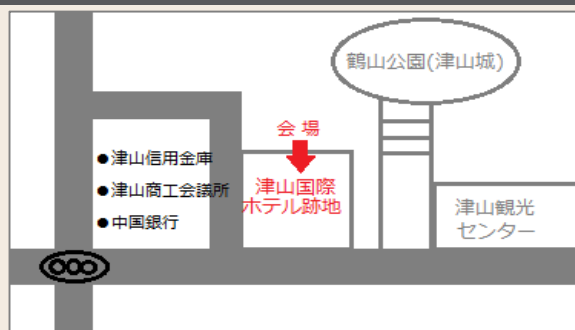 鶴山公園(津山城)
会 場
●津山信用金庫
●津山商工会議所
●中国銀行
津山国際
ホテル跡地
津山観光
センター